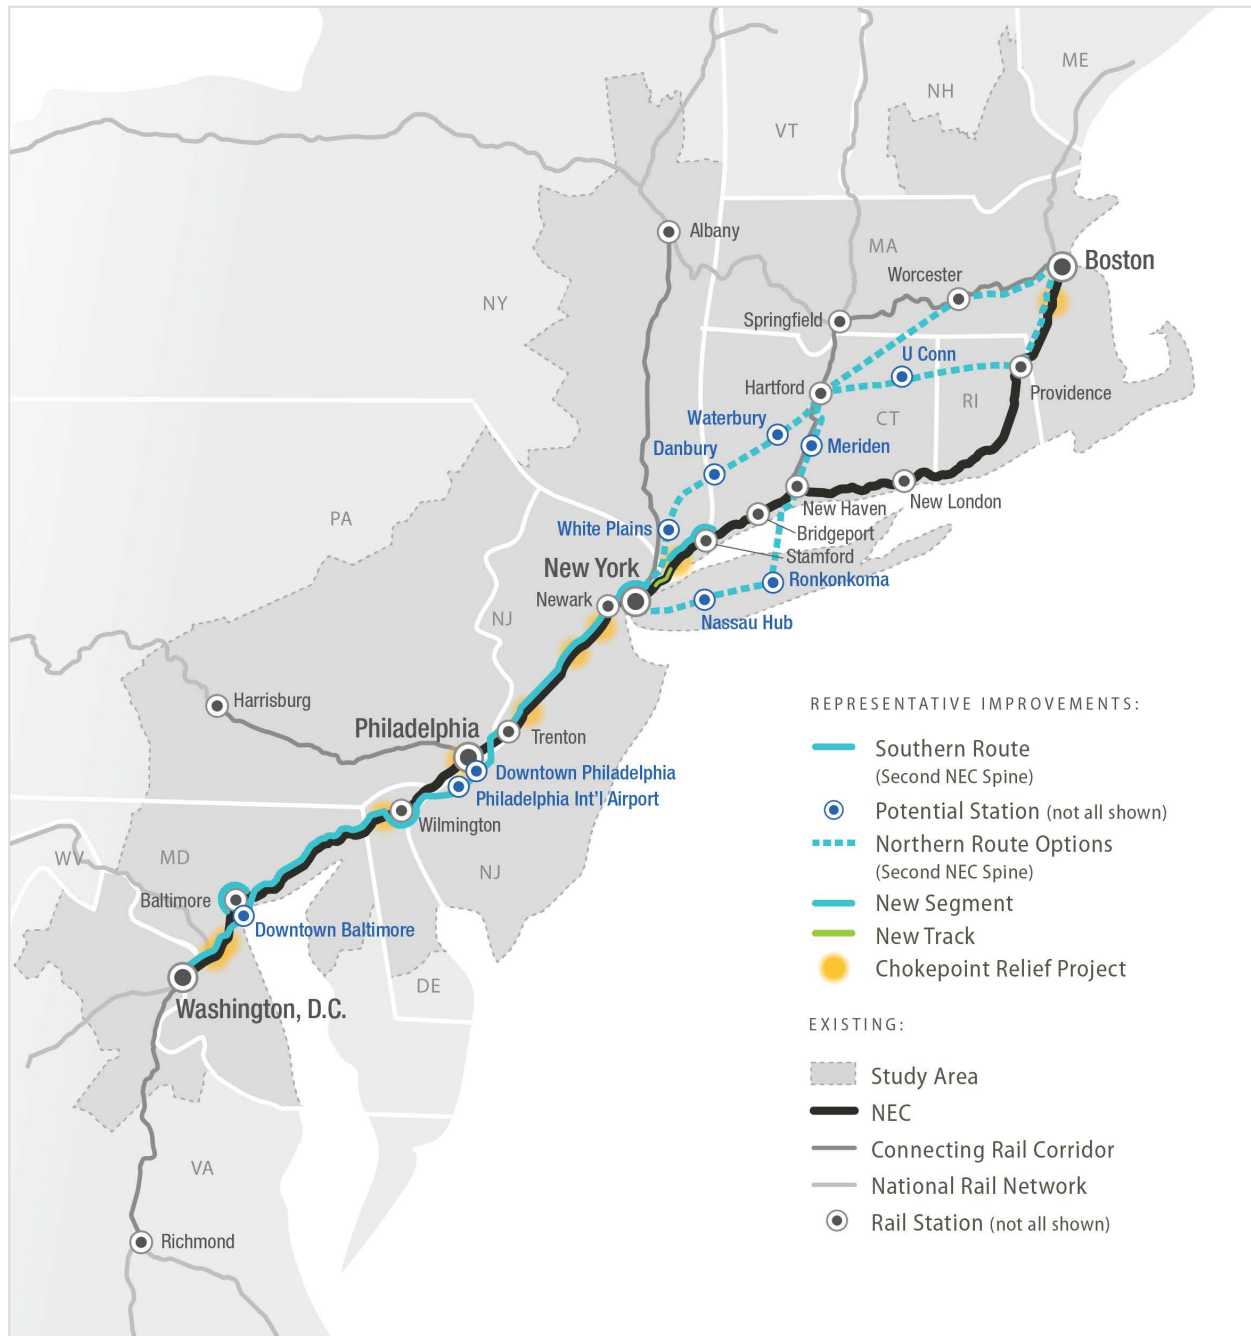 ME
NH
VT
Albany
MA
Boston
Worcester
NY
Springfield
U Conn
Hartford
Providence
RI
Waterbury
CT
Danbury
Meriden
PA
New London
New Haven
White Plains
Bridgeport
Stamford
New York
Ronkonkoma
Newark
NJ
Nassau Hub
Harrisburg
Philadelphia
Trenton
Downtown Philadelphia
Philadelphia Int'l Airport
Wilmington
WV
MD
NJ
Baltimore
Downtown Baltimore
DE
Washington, D.C.
VA
Richmond
REPRESENTATIVE IMPROVEMENTS:
Southern Route
(Second NEC Spine)
Potential Station (not all shown)
Northern Route Options
(Second NEC Spine)
New Segment
New Track
Chokepoint Relief Project
EXISTING:
Study Area
NEC
Connecting Rail Corridor
National Rail Network
Rail Station (not all shown)